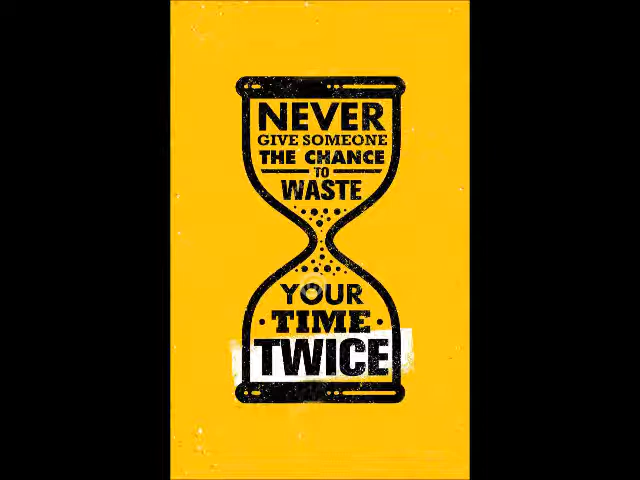 NEVER
GIVE SOMEONE
THE CHANCE
TO
WASTE
YOUR
TIME
TWICE